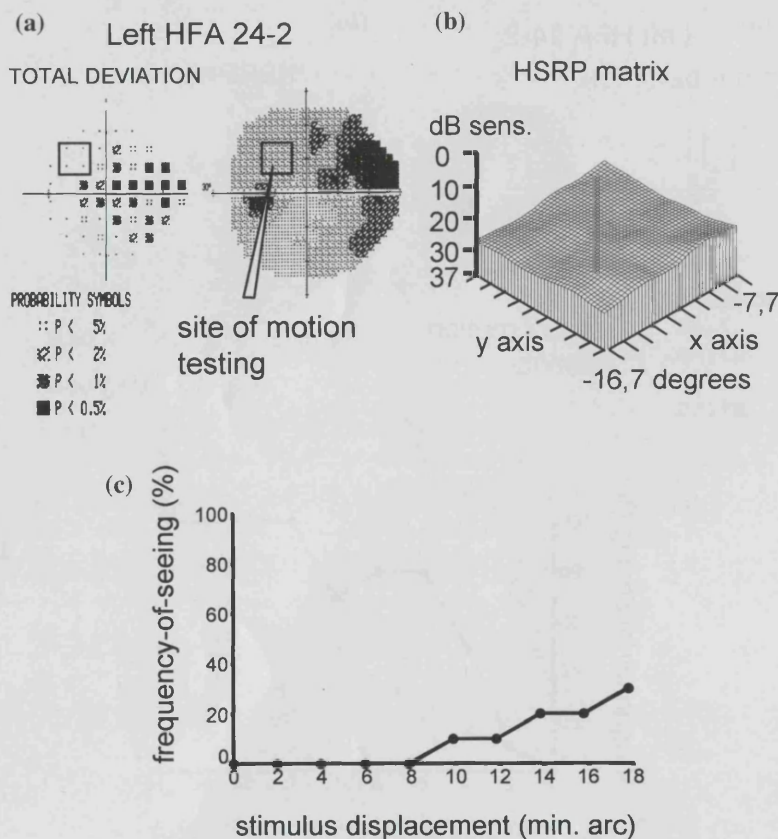 (a)
Left HFA 24-2
TOTAL DEVIATION
PROBABILITY SYMBOLS
P < 5%
P < 2%
P < 1%
P < 0.5%
site of motion
testing
(b)
HSRP matrix
dB sens.
0
10
20
30
37
y axis
x axis
-7,7
-16,7 degrees
(c)
frequency-of-seeing (%)
100
80
60
40
20
0
0 2 4 6 8 10 12 14 16 18
stimulus displacement (min. arc)